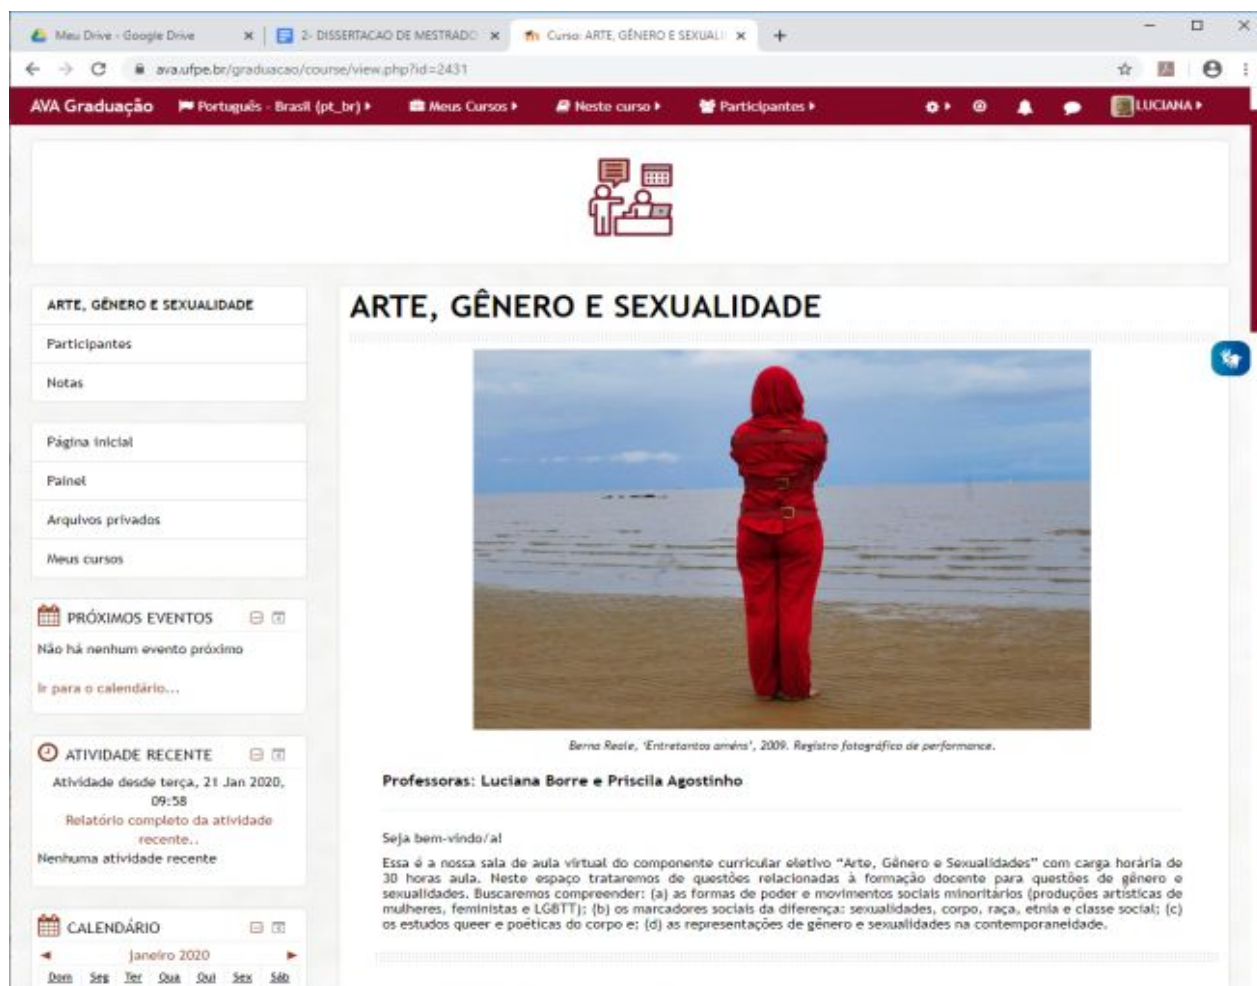 Meu Drive - Google Drive
2- DISSERTACAO DE MESTRADO
Curso: ARTE, GÊNERO E SEXUALI
ava.ufpe.br/graduacao/course/view.php?id=2431
AVA Graduação
Português - Brasil (pt_br)
Meus Cursos
Neste curso
Participantes
LUCIANA
ARTE, GÊNERO E SEXUALIDADE
Participantes
Notas
Página inicial
Painel
Arquivos privados
Meus cursos
PRÓXIMOS EVENTOS
Não há nenhum evento próximo
Ir para o calendário...
ATIVIDADE RECENTE
Atividade desde terça, 21 Jan 2020,
09:58
Relatório completo da atividade
recente..
Nenhuma atividade recente
CALENDÁRIO
Janeiro 2020
Dom Seg Ter Qua Qui Sex Sáb
ARTE, GÊNERO E SEXUALIDADE
Berna Reale, 'Entretantos améns', 2009. Registro fotográfico de performance.
Professoras: Luciana Borre e Priscila Agostinho
Seja bem-vindo/a!
Essa é a nossa sala de aula virtual do componente curricular eletivo "Arte, Gênero e Sexualidades" com carga horária de
30 horas aula. Neste espaço trataremos de questões relacionadas à formação docente para questões de gênero e
sexualidades. Buscaremos compreender: (a) as formas de poder e movimentos sociais minoritários (produções artísticas de
mulheres, feministas e LGBTT); (b) os marcadores sociais da diferença: sexualidades, corpo, raça, etnia e classe social; (c)
os estudos queer e poéticas do corpo e; (d) as representações de gênero e sexualidades na contemporaneidade.